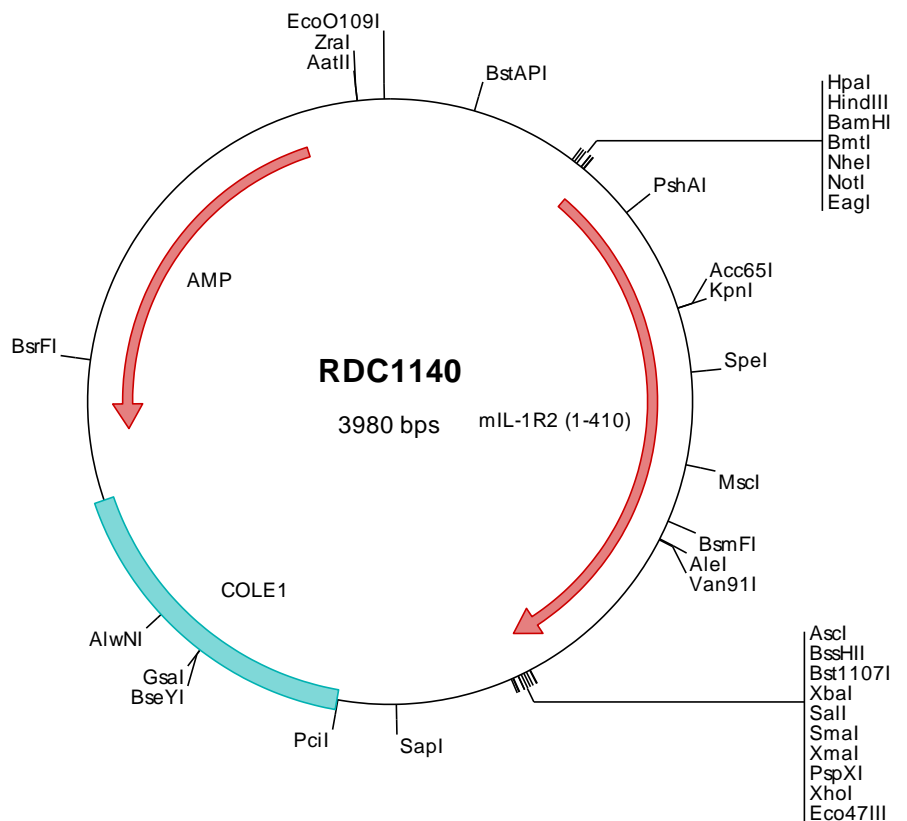 EcoO109I
ZraI
AatII
BstAPI
HpaI
HindIII
BamHI
BmtI
NheI
NotI
EagI
PshAI
AMP
Acc65I
KpnI
BsrFI
RDC1140
3980 bps
SpeI
mIL-1R2 (1-410)
MscI
BsmFI
AleI
Van91I
COLE1
AlwNI
GsaI
BseYI
PciI
SapI
AscI
BssHII
Bst1107I
XbaI
SalI
SmaI
XmaI
PspXI
XhoI
Eco47III